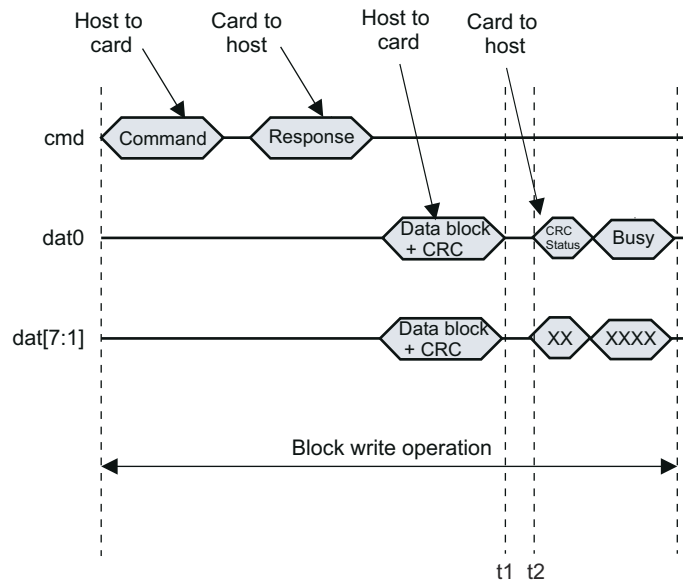 Host to
card
Card to
host
Host to
card
Card to
host
cmd
Command
Response
dat0
Data block
+ CRC
CRC
Status
Busy
dat[7:1]
Data block
+ CRC
XX
XXXX
Block write operation
t1
t2